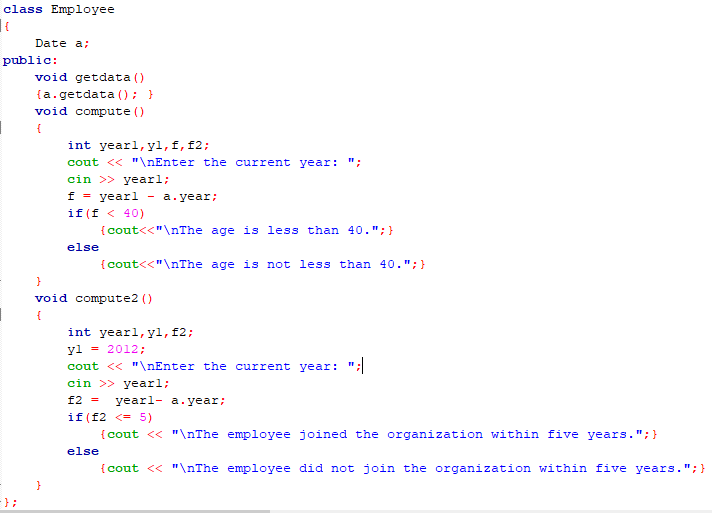 class Employee
{
    Date a;
public:
    void getdata()
    {a.getdata(); }
    void compute()
    {
        int year1,y1,f,f2;
        cout << "\nEnter the current year: ";
        cin >> year1;
        f = year1 - a.year;
        if(f < 40)
            {cout<<"\nThe age is less than 40.";}
        else
            {cout<<"\nThe age is not less than 40.";}
    }
    void compute2()
    {
        int year1,y1,f2;
        y1 = 2012;
        cout << "\nEnter the current year: ";
        cin >> year1;
        f2 =  year1- a.year;
        if(f2 <= 5)
            {cout << "\nThe employee joined the organization within five years.";}
        else
            {cout << "\nThe employee did not join the organization within five years.";}
    }
};